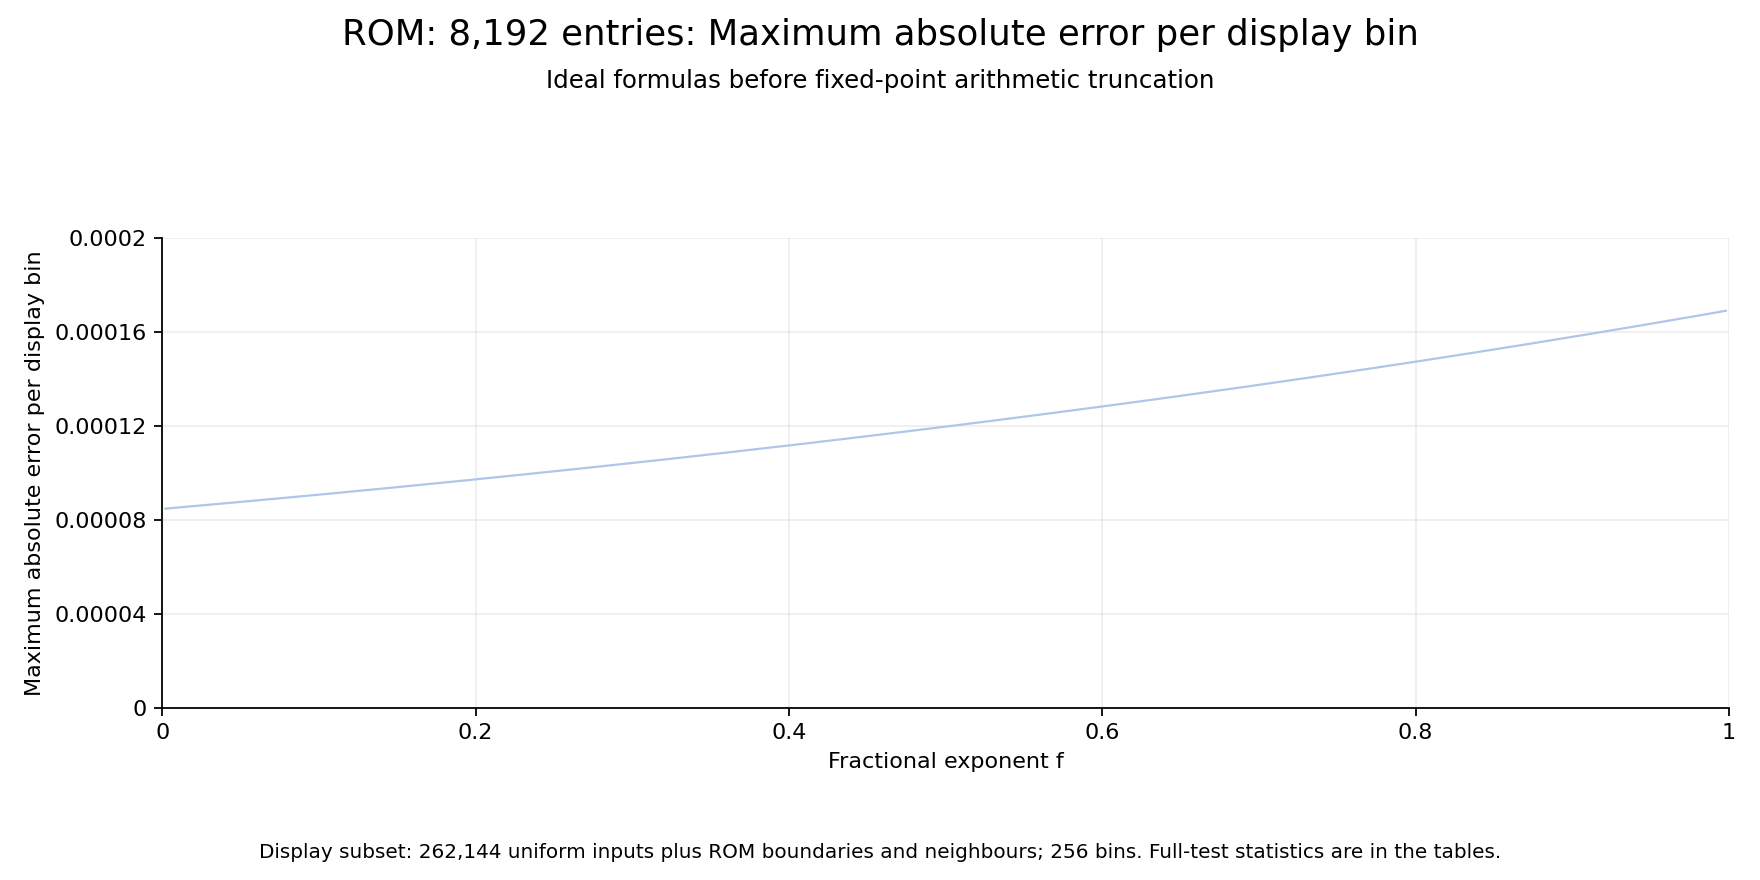 ROM: 8,192 entries: Maximum absolute error per display bin
Ideal formulas before fixed-point arithmetic truncation
Maximum absolute error per display bin
0.0002
0.00016
0.00012
0.00008
0.00004
0
0 0.2 0.4 0.6 0.8 1
Fractional exponent f
Display subset: 262,144 uniform inputs plus ROM boundaries and neighbours; 256 bins. Full-test statistics are in the tables.